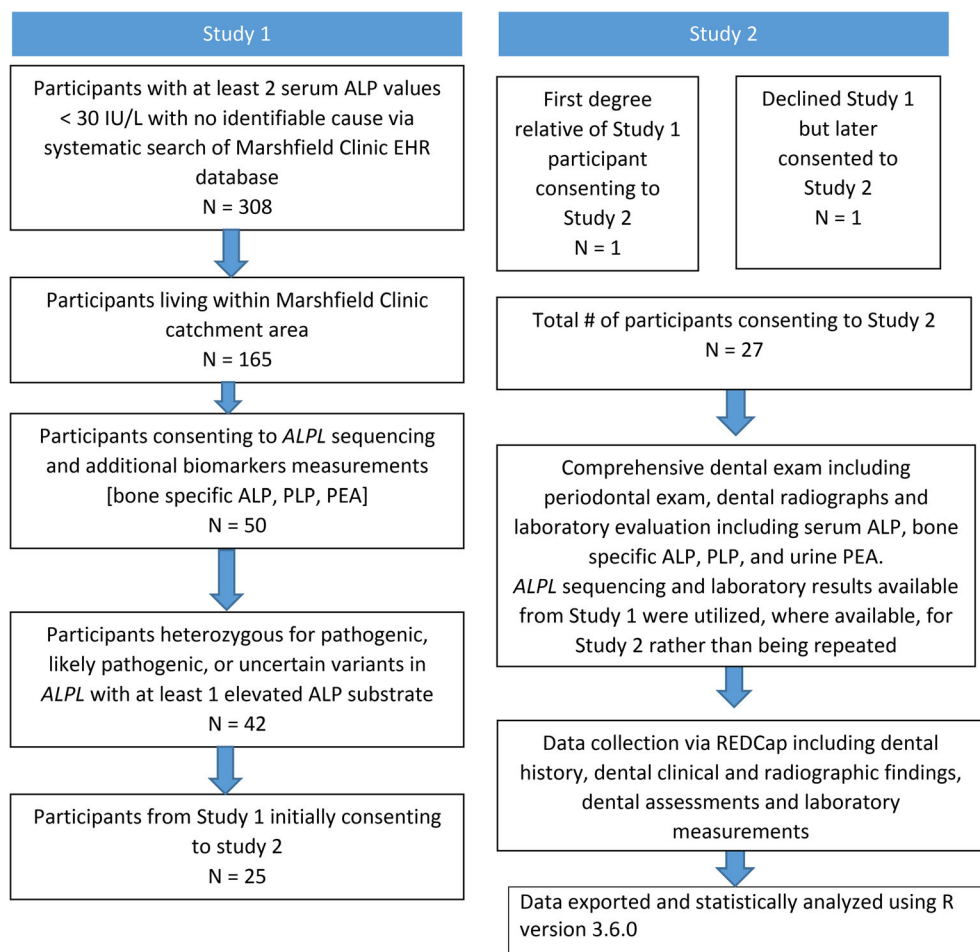 Study 1
Participants with at least 2 serum ALP values
< 30 IU/L with no identifiable cause via
systematic search of Marshfield Clinic EHR
database
N = 308
Participants living within Marshfield Clinic
catchment area
N = 165
Participants consenting to ALPL sequencing
and additional biomarkers measurements
[bone specific ALP, PLP, PEA]
N = 50
Participants heterozygous for pathogenic,
likely pathogenic, or uncertain variants in
ALPL with at least 1 elevated ALP substrate
N = 42
Participants from Study 1 initially consenting
to study 2
N = 25
Study 2
First degree
relative of Study 1
participant
consenting to
Study 2
N = 1
Declined Study 1
but later
consented to
Study 2
N = 1
Total # of participants consenting to Study 2
N = 27
Comprehensive dental exam including
periodontal exam, dental radiographs and
laboratory evaluation including serum ALP, bone
specific ALP, PLP, and urine PEA.
ALPL sequencing and laboratory results available
from Study 1 were utilized, where available, for
Study 2 rather than being repeated
Data collection via REDCap including dental
history, dental clinical and radiographic findings,
dental assessments and laboratory
measurements
Data exported and statistically analyzed using R
version 3.6.0